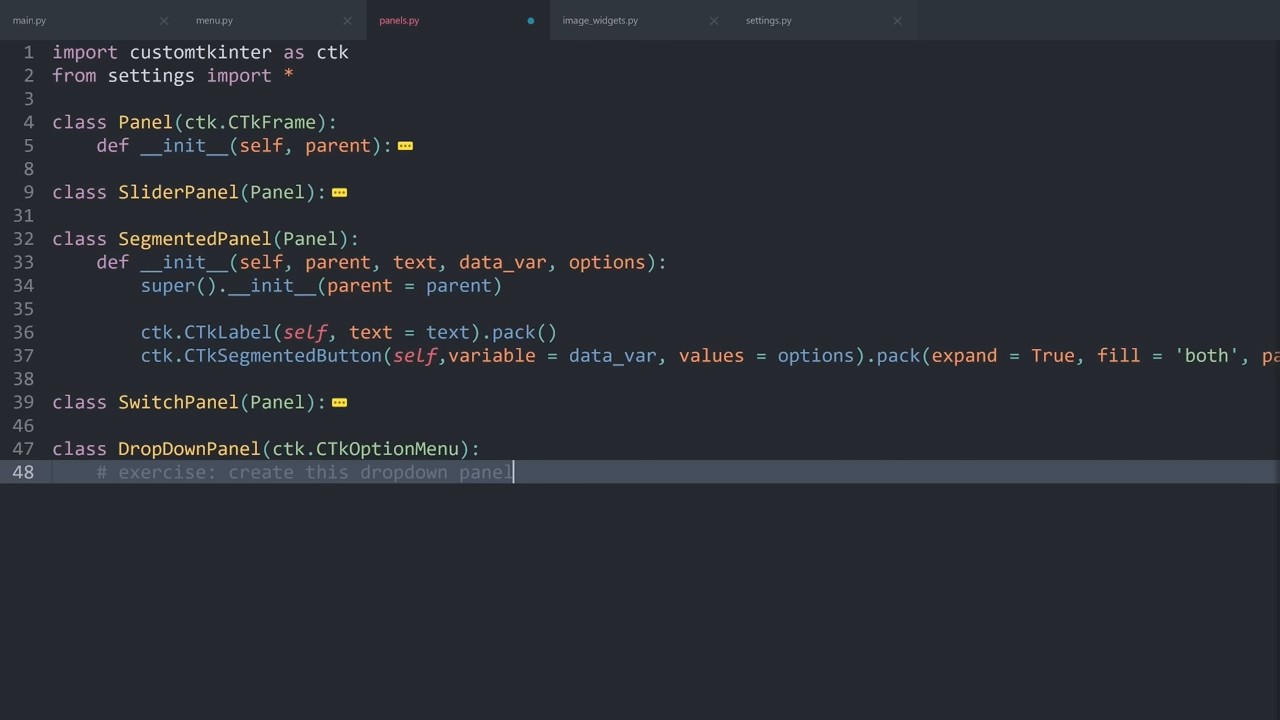 main.py menu.py panels.py image_widgets.py settings.py
1 import customtkinter as ctk
2 from settings import *
3
4 class Panel(ctk.CTkFrame):
5     def __init__(self, parent):
8
9 class SliderPanel(Panel):
31
32 class SegmentedPanel(Panel):
33     def __init__(self, parent, text, data_var, options):
34         super().__init__(parent = parent)
35
36         ctk.CTkLabel(self, text = text).pack()
37         ctk.CTkSegmentedButton(self,variable = data_var, values = options).pack(expand = True, fill = 'both', pa
38
39 class SwitchPanel(Panel):
46
47 class DropDownPanel(ctk.CTkOptionMenu):
48     # exercise: create this dropdown panel